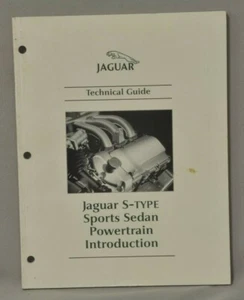 JAGUAR
Technical Guide
Jaguar S-TYPE
Sports Sedan
Powertrain
Introduction